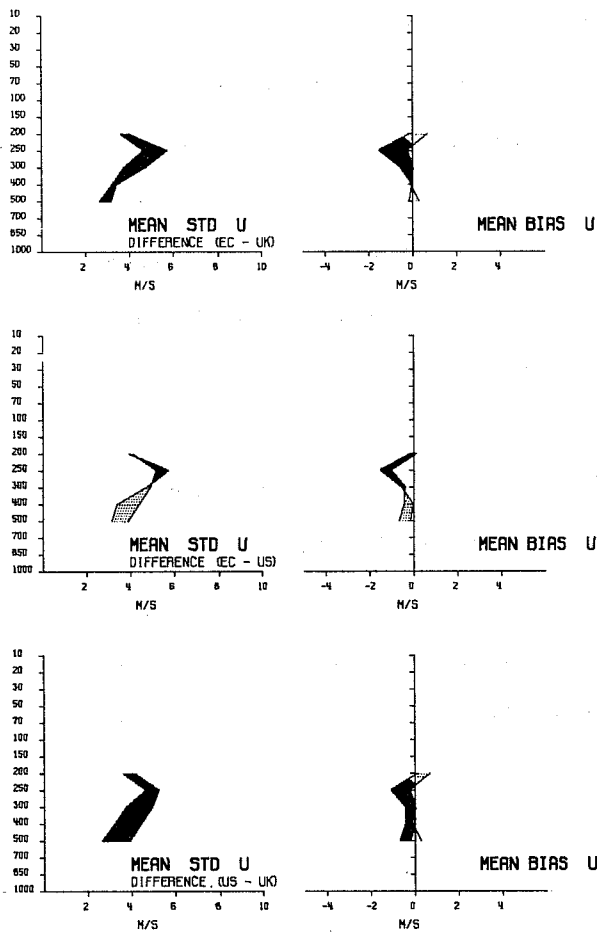 10
20
30
50
70
100
150
200
250
300
400
500
700
850
1000
MEAN STD U
DIFFERENCE (EC - UK)
2 4 6 8 10
M/S
MEAN BIAS U
-4 -2 0 2 4
M/S
10
20
30
50
70
100
150
200
250
300
400
500
700
850
1000
MEAN STD U
DIFFERENCE (EC - US)
2 4 6 8 10
M/S
MEAN BIAS U
-4 -2 0 2 4
M/S
10
20
30
50
70
100
150
200
250
300
400
500
700
850
1000
MEAN STD U
DIFFERENCE, (US - UK)
2 4 6 8 10
M/S
MEAN BIAS U
-4 -2 0 2 4
M/S